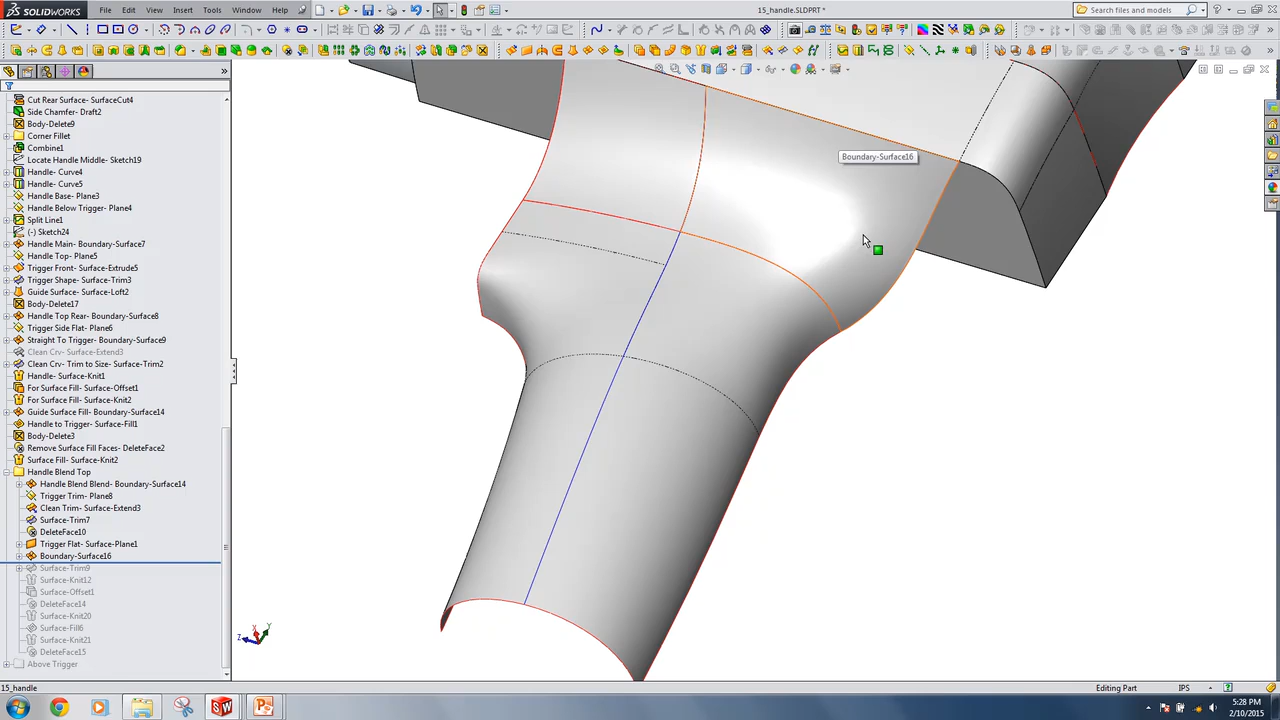 SOLIDWORKS
File Edit View Insert Tools Window Help
15_handle.SLDPRT *
Search files and models
Cut Rear Surface- SurfaceCut4
Side Chamfer- Draft2
Body-Delete9
Corner Fillet
Combine1
Locate Handle Middle- Sketch19
Handle- Curve4
Handle- Curve5
Handle Base- Plane3
Handle Below Trigger- Plane4
Split Line1
(-) Sketch24
Handle Main- Boundary-Surface7
Handle Top- Plane5
Trigger Front- Surface-Extrude5
Trigger Shape- Surface-Trim3
Guide Surface- Surface-Loft2
Body-Delete17
Handle Top Rear- Boundary-Surface8
Trigger Side Flat- Plane6
Straight To Trigger- Boundary-Surface9
Clean Crv- Surface-Extend3
Clean Crv- Trim to Size- Surface-Trim2
Handle- Surface-Knit1
For Surface Fill- Surface-Offset1
For Surface Fill- Surface-Knit2
Guide Surface Fill- Boundary-Surface14
Handle to Trigger- Surface-Fill1
Body-Delete3
Remove Surface Fill Faces- DeleteFace2
Surface Fill- Surface-Knit2
Handle Blend Top
Handle Blend Blend- Boundary-Surface14
Trigger Trim- Plane8
Clean Trim- Surface-Extend3
Surface-Trim7
DeleteFace10
Trigger Flat- Surface-Plane1
Boundary-Surface16
Surface-Trim9
Surface-Knit12
Surface-Offset1
DeleteFace14
Surface-Knit20
Surface-Fill6
Surface-Knit21
DeleteFace15
Above Trigger
Boundary-Surface16
Z X Y
15_handle
Editing Part
IPS
5:28 PM
2/10/2015